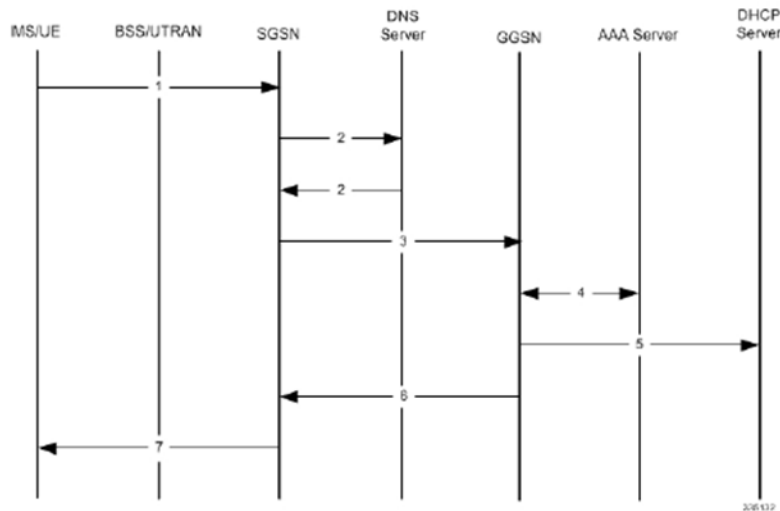 MS/UE
BSS/UTRAN
SGSN
DNS
Server
GGSN
AAA Server
DHCP
Server
1
2
2
3
4
5
6
7